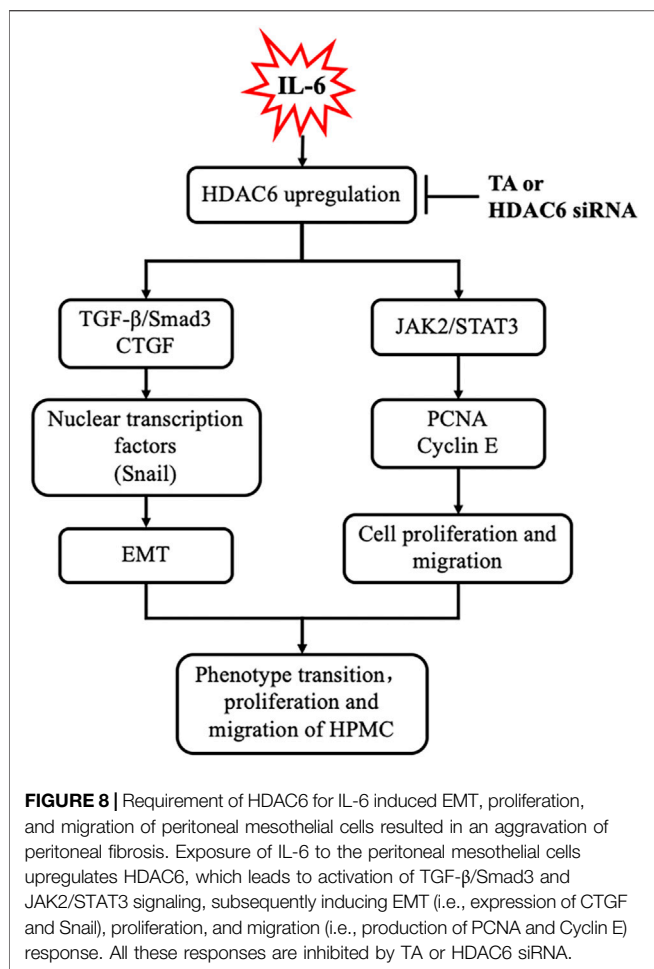 IL-6
HDAC6 upregulation
TA or
HDAC6 siRNA
TGF-β/Smad3
CTGF
JAK2/STAT3
Nuclear transcription
factors
(Snail)
PCNA
Cyclin E
EMT
Cell proliferation and
migration
Phenotype transition,
proliferation and
migration of HPMC
FIGURE 8 | Requirement of HDAC6 for IL-6 induced EMT, proliferation,
and migration of peritoneal mesothelial cells resulted in an aggravation of
peritoneal fibrosis. Exposure of IL-6 to the peritoneal mesothelial cells
upregulates HDAC6, which leads to activation of TGF-β/Smad3 and
JAK2/STAT3 signaling, subsequently inducing EMT (i.e., expression of CTGF
and Snail), proliferation, and migration (i.e., production of PCNA and Cyclin E)
response. All these responses are inhibited by TA or HDAC6 siRNA.